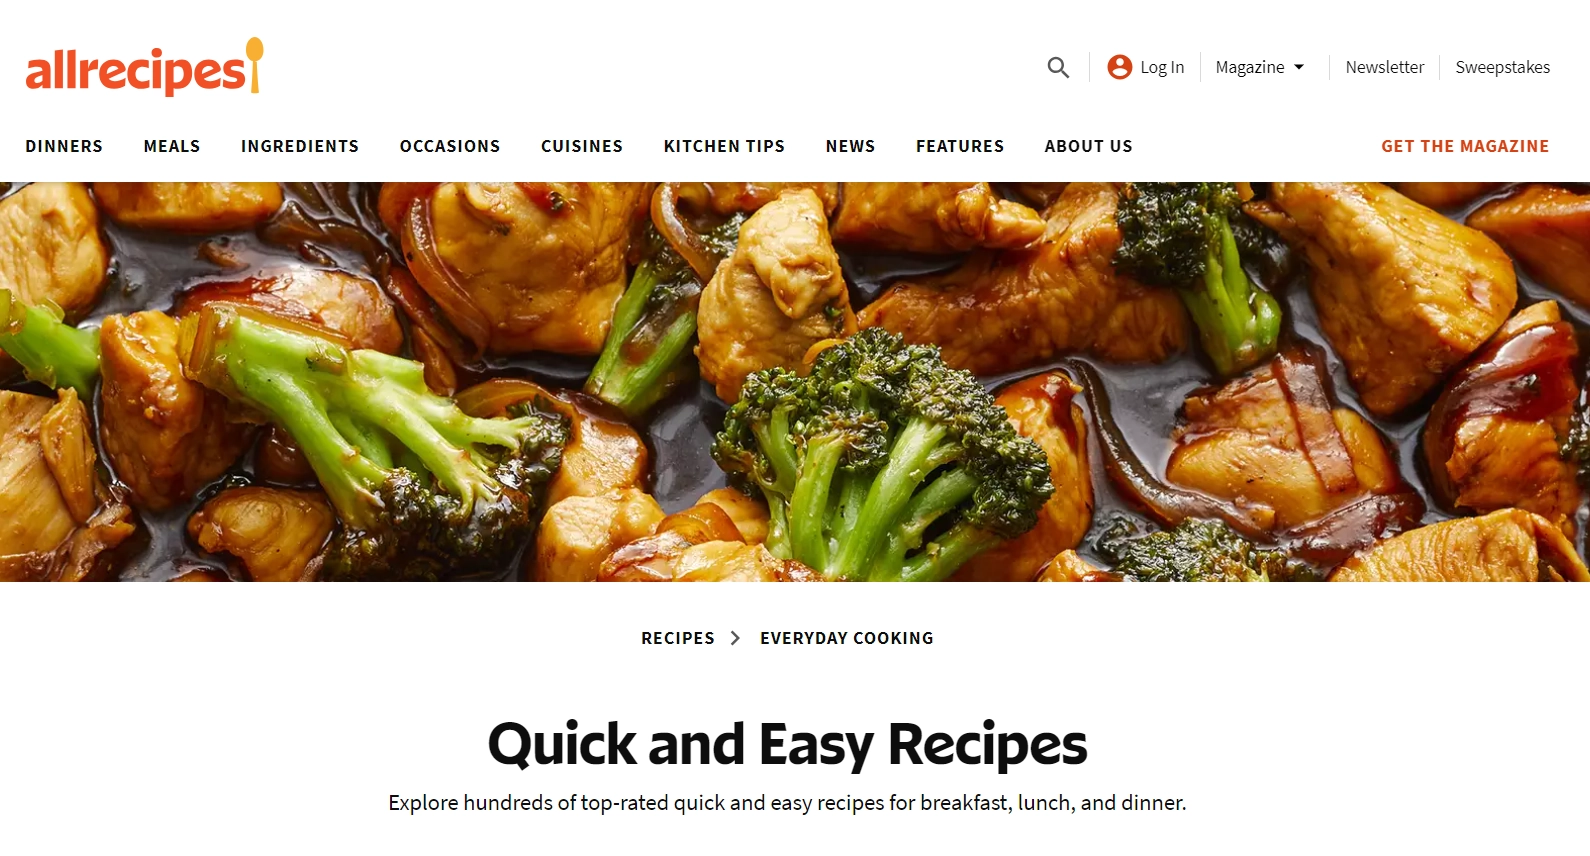 allrecipes
Log In Magazine Newsletter Sweepstakes
DINNERS MEALS INGREDIENTS OCCASIONS CUISINES KITCHEN TIPS NEWS FEATURES ABOUT US GET THE MAGAZINE
RECIPES EVERYDAY COOKING
Quick and Easy Recipes
Explore hundreds of top-rated quick and easy recipes for breakfast, lunch, and dinner.